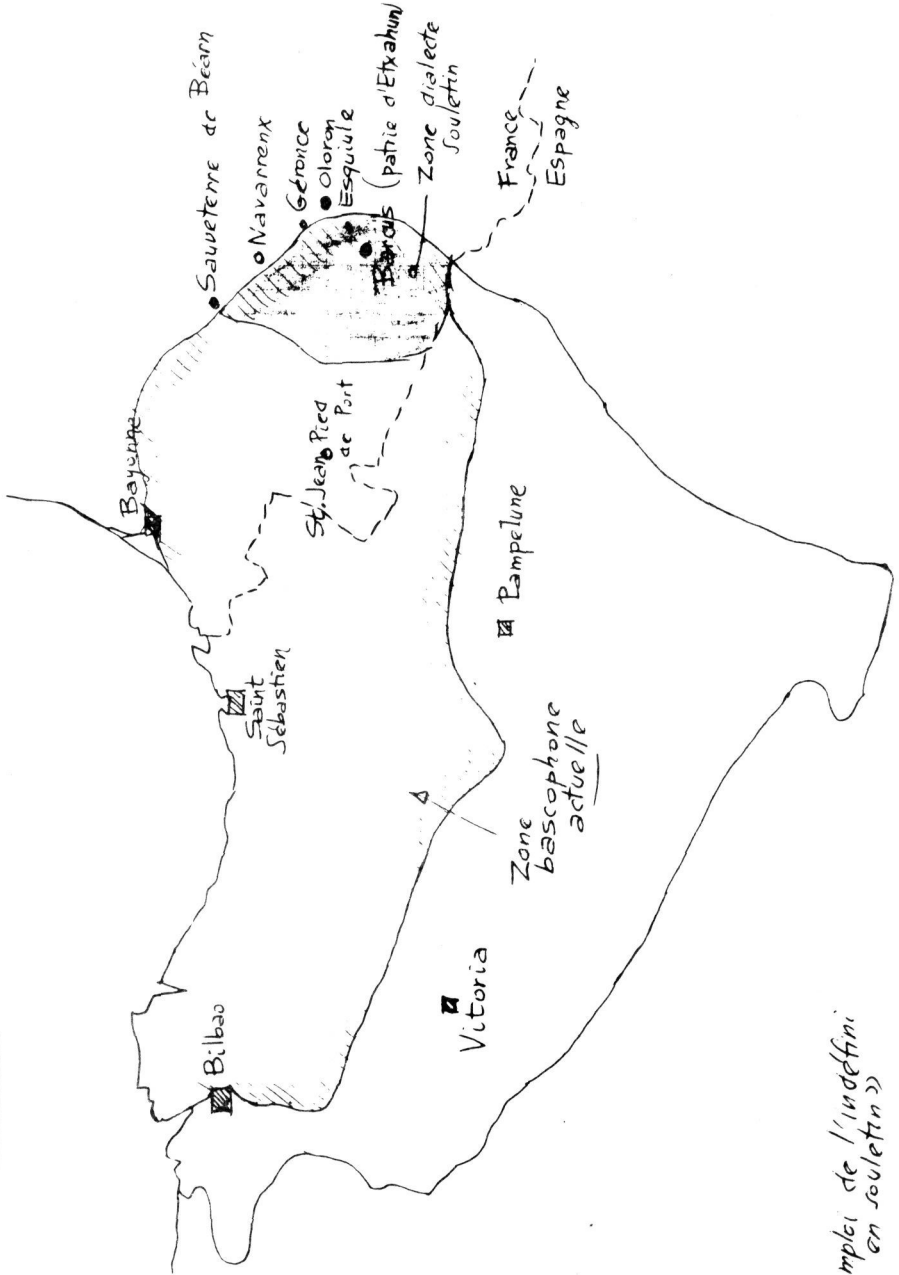 Sauveterre de Béarn
Navarrenx
Géronce
Oloron
Esquiule
Barcus (patrie d'Etxahun)
Zone dialecte
souletin
France
Espagne
Bayonne
St. Jean Pied
de Port
Saint
Sébastien
Pampelune
Zone
bascophone
actuelle
Bilbao
Vitoria
mploi de l'indéfini
en souletin»